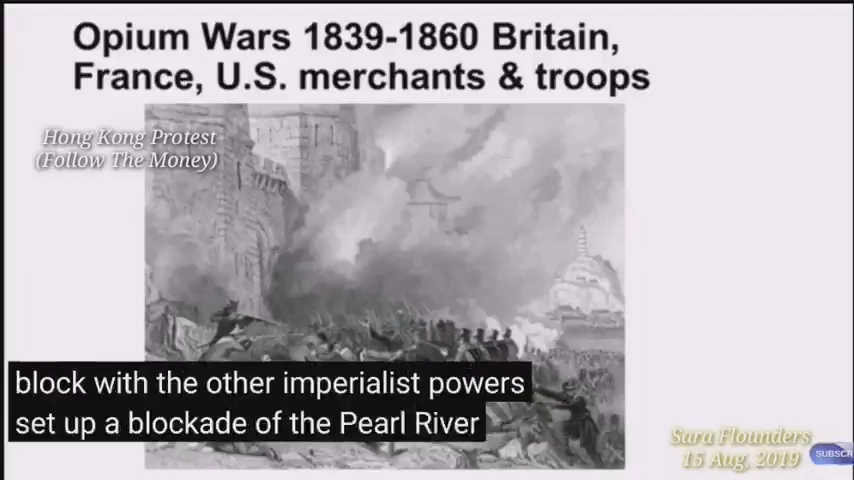 Opium Wars 1839-1860 Britain,
France, U.S. merchants & troops
Hong Kong Protest
(Follow The Money)
block with the other imperialist powers
set up a blockade of the Pearl River
Sara Flounders
15 Aug, 2019
SUBSCR